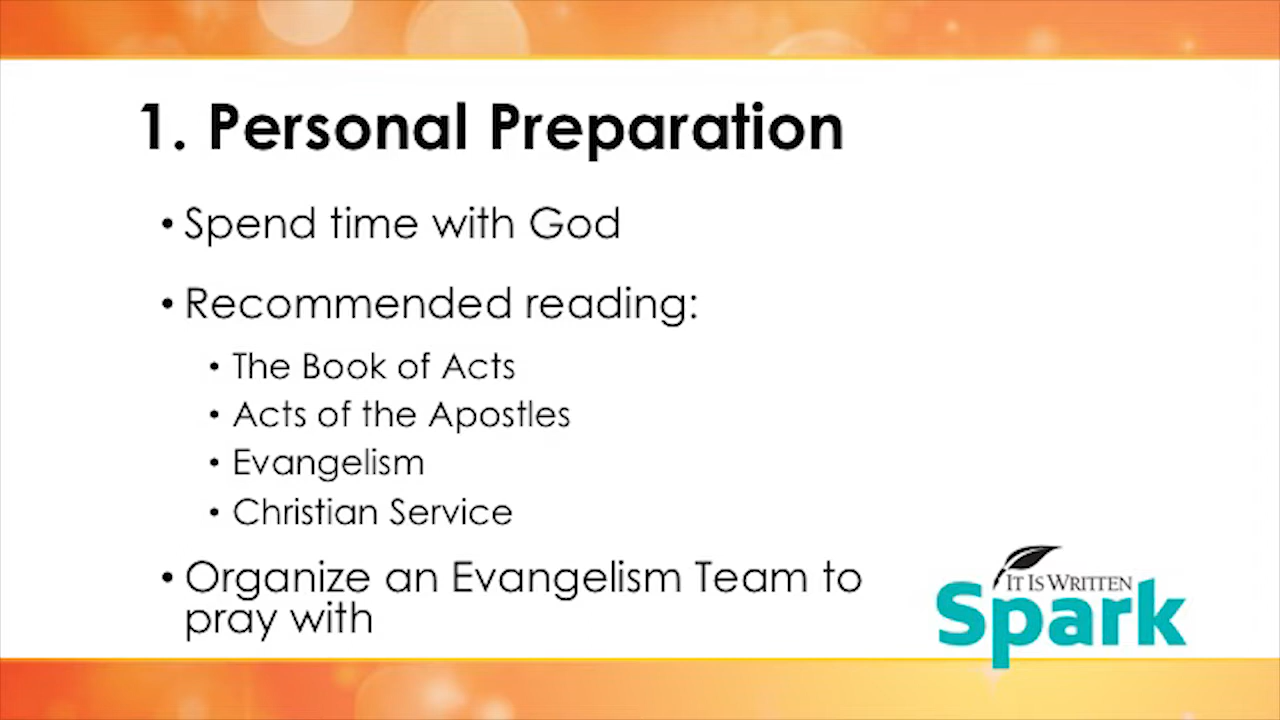 1. Personal Preparation
• Spend time with God
• Recommended reading:
• The Book of Acts
• Acts of the Apostles
• Evangelism
• Christian Service
• Organize an Evangelism Team to
pray with
IT IS WRITTEN
Spark